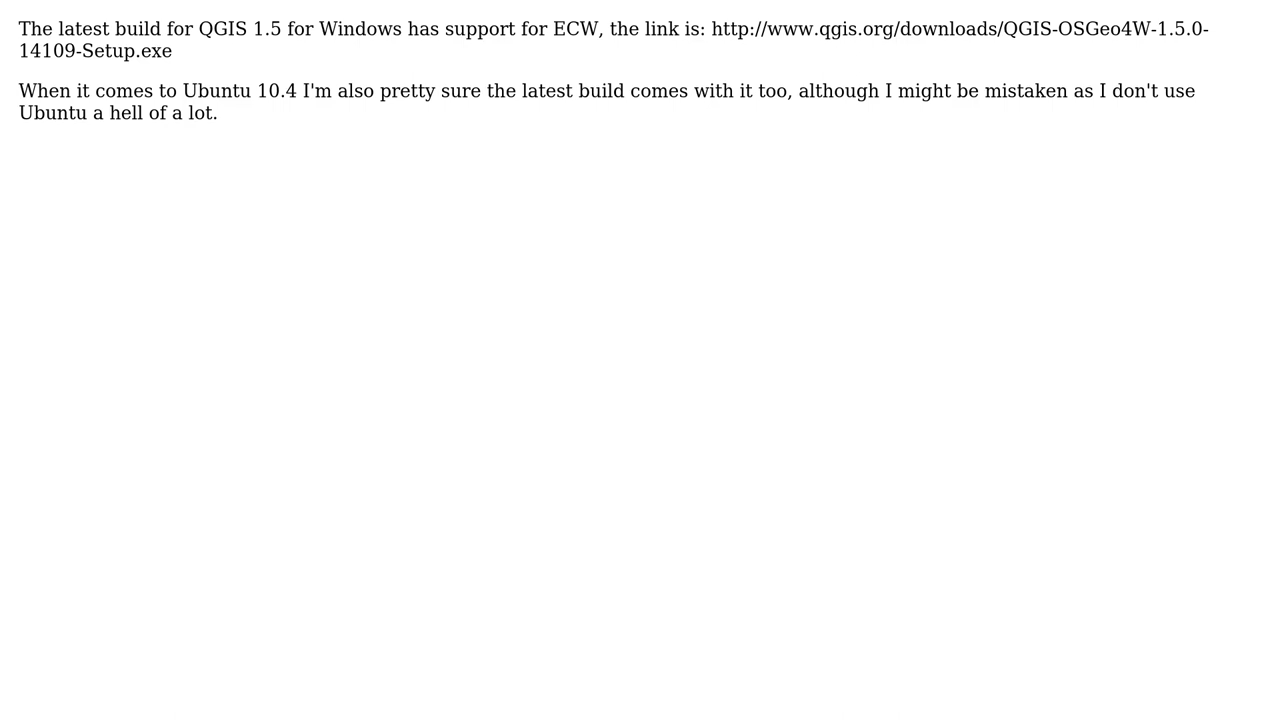 The latest build for QGIS 1.5 for Windows has support for ECW, the link is: http://www.qgis.org/downloads/QGIS-OSGeo4W-1.5.0-
14109-Setup.exe
When it comes to Ubuntu 10.4 I'm also pretty sure the latest build comes with it too, although I might be mistaken as I don't use
Ubuntu a hell of a lot.